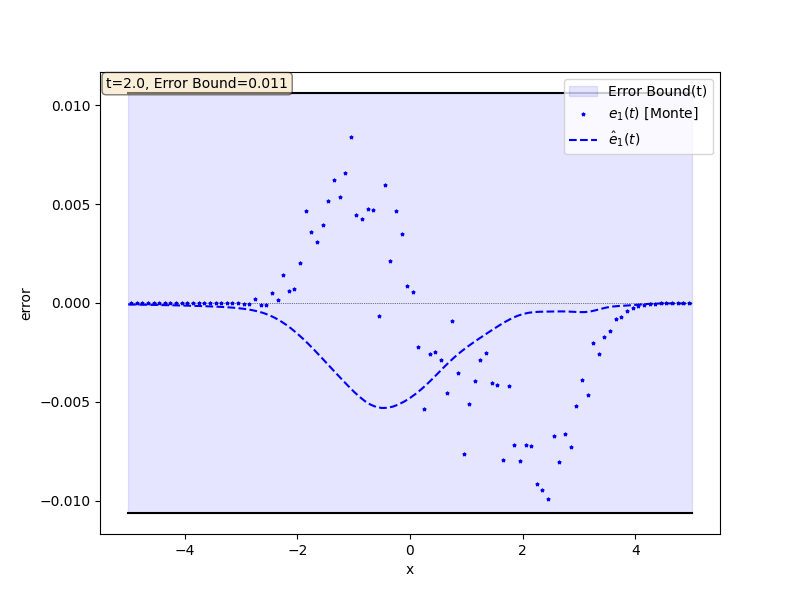 t=2.0, Error Bound=0.011
Error Bound(t)
e₁(t) [Monte]
ê₁(t)
0.010
0.005
0.000
−0.005
−0.010
error
−4
−2
0
2
4
x